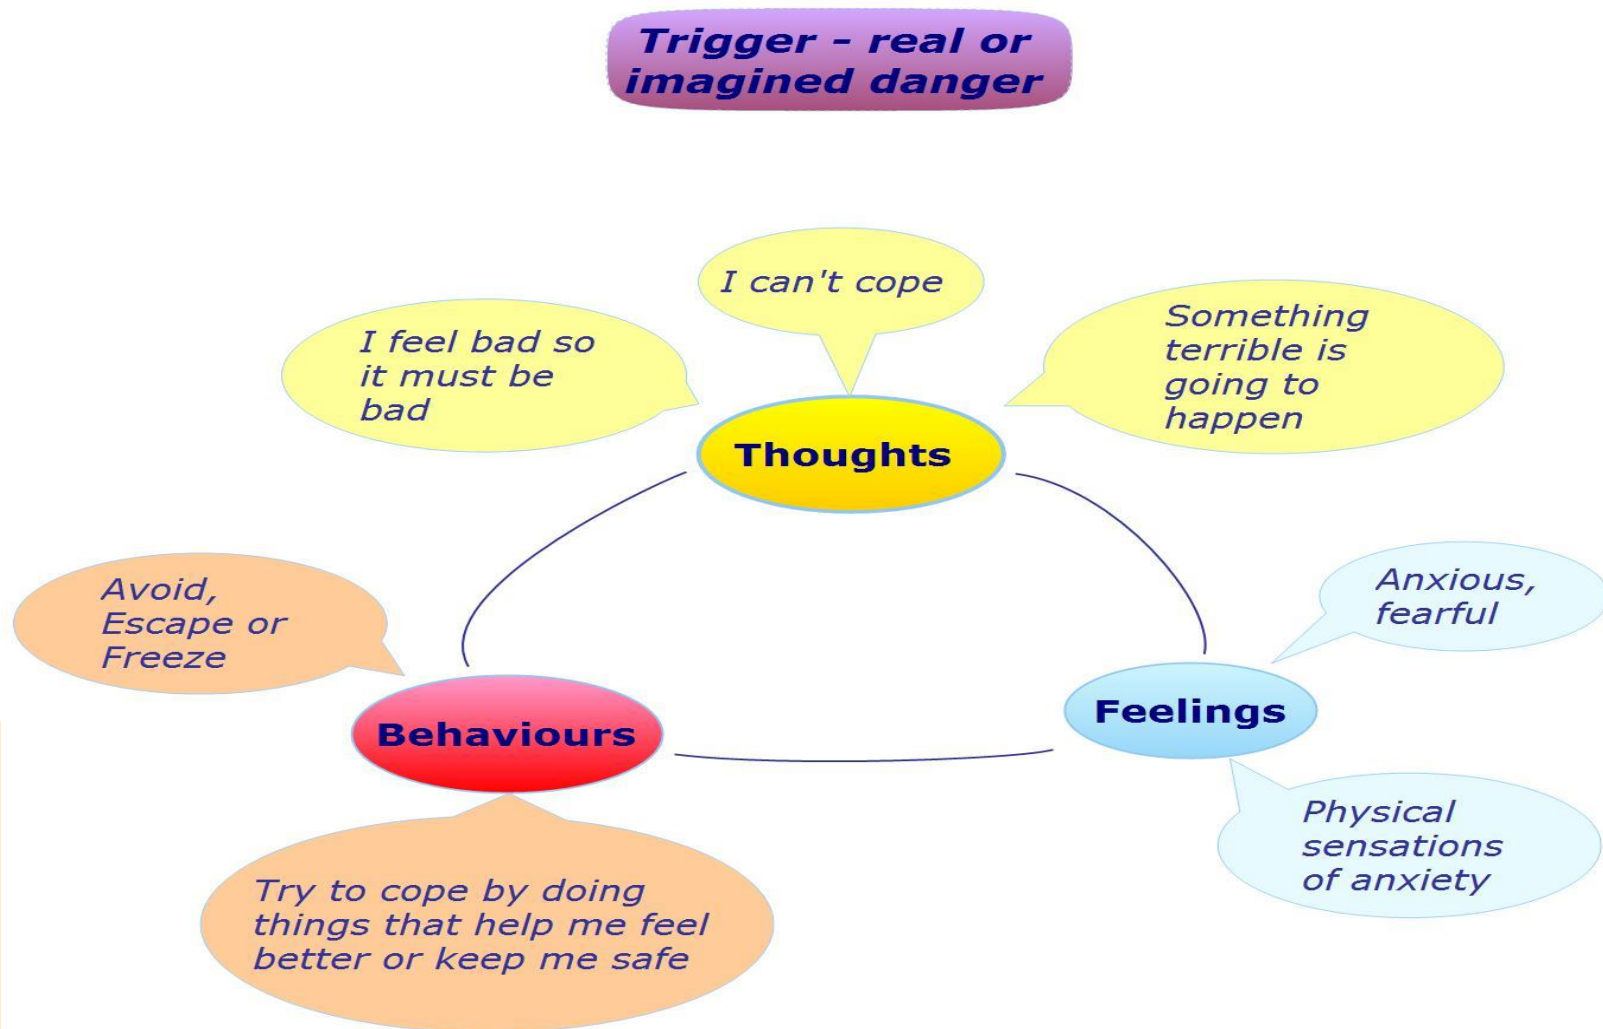 Trigger – real or
imagined danger
I can't cope
I feel bad so
it must be
bad
Something
terrible is
going to
happen
Thoughts
Avoid,
Escape or
Freeze
Anxious,
fearful
Behaviours
Feelings
Physical
sensations
of anxiety
Try to cope by doing
things that help me feel
better or keep me safe